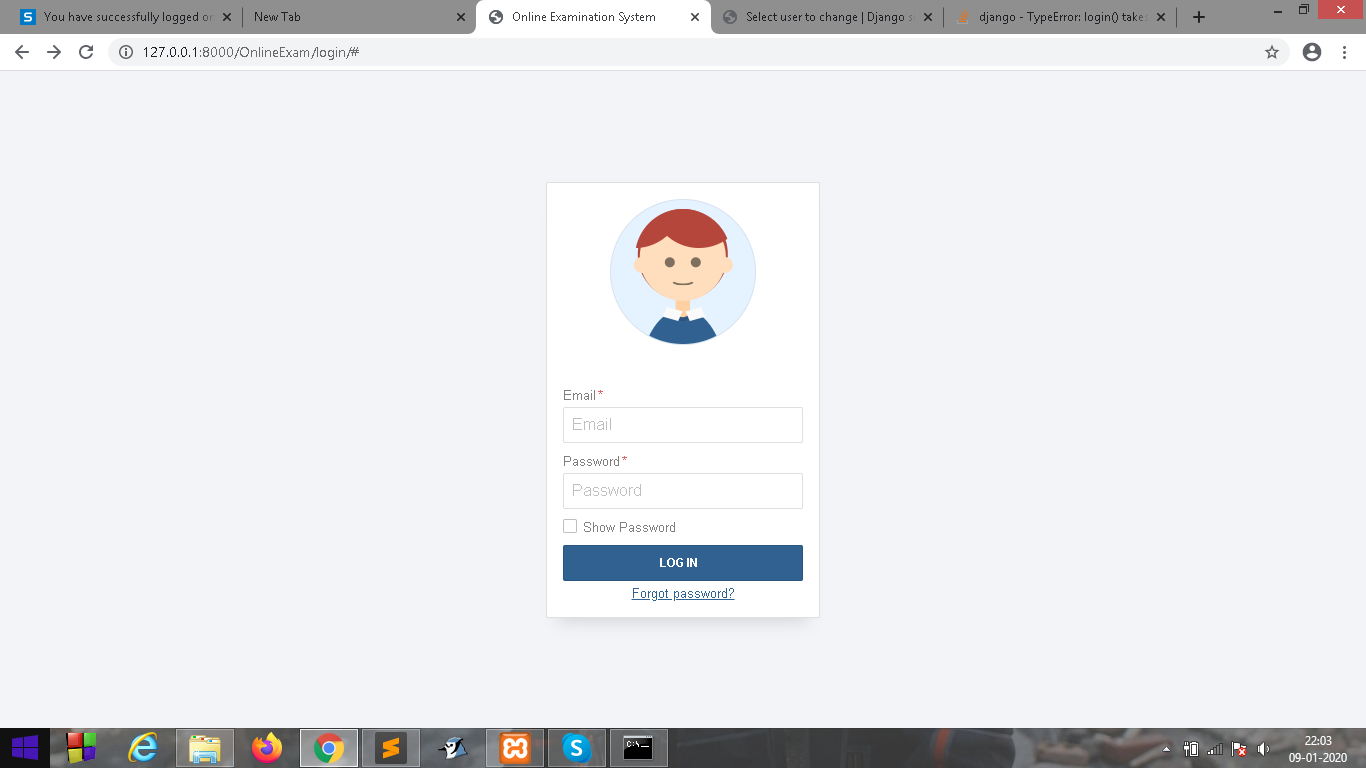 You have successfully logged o
New Tab
Online Examination System
Select user to change | Django s
django - TypeError: login() take
127.0.0.1:8000/OnlineExam/login/#
Email*
Email
Password*
Password
Show Password
LOG IN
Forgot password?
C:\_
22:03
09-01-2020